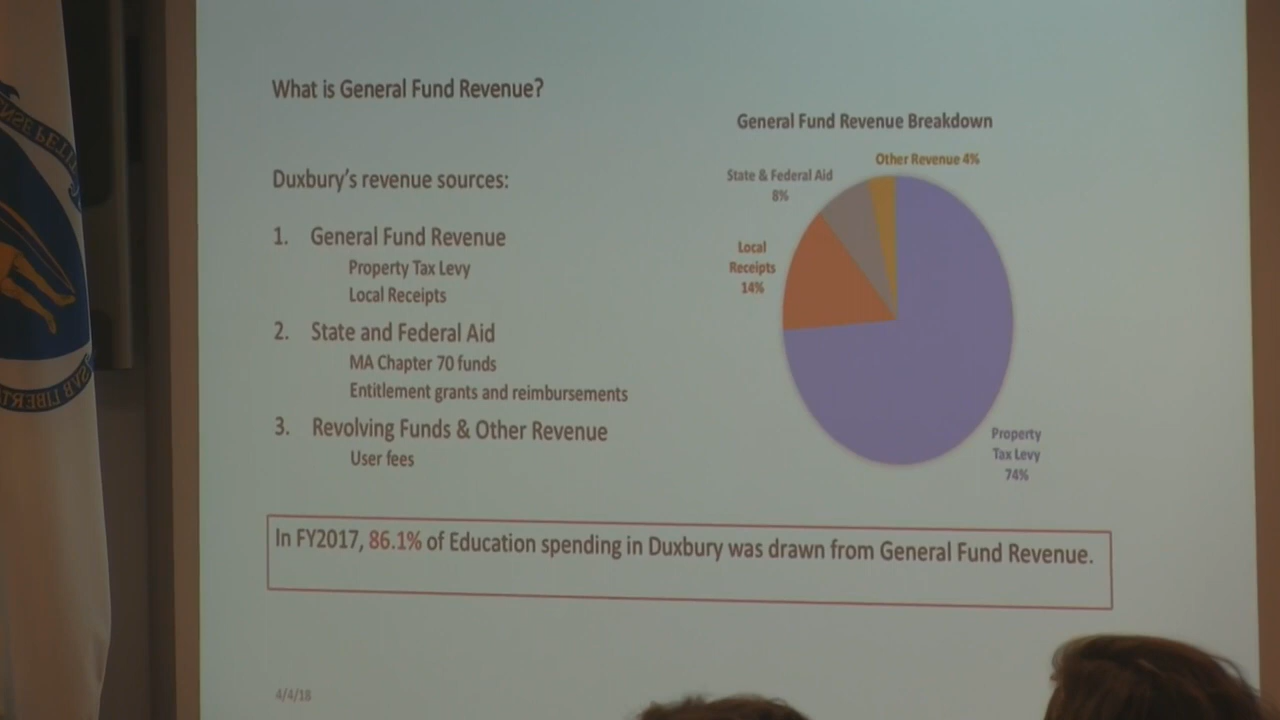 What is General Fund Revenue?
Duxbury's revenue sources:
1. General Fund Revenue
Property Tax Levy
Local Receipts
2. State and Federal Aid
MA Chapter 70 funds
Entitlement grants and reimbursements
3. Revolving Funds & Other Revenue
User fees
General Fund Revenue Breakdown
Other Revenue 4%
State & Federal Aid
8%
Local
Receipts
14%
Property
Tax Levy
74%
In FY2017, 86.1% of Education spending in Duxbury was drawn from General Fund Revenue.
4/4/18